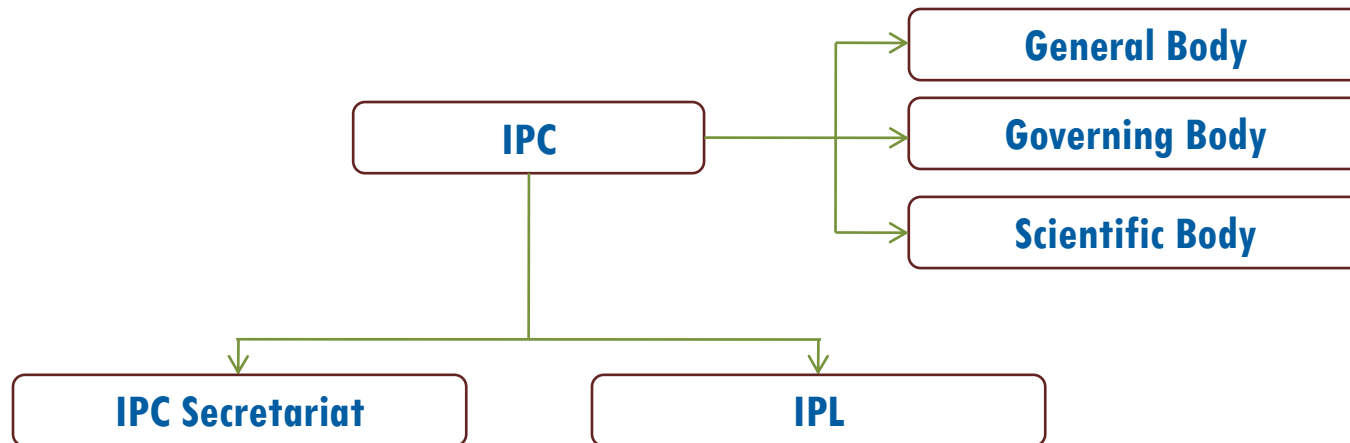 General Body
IPC
Governing Body
Scientific Body
IPC Secretariat
IPL